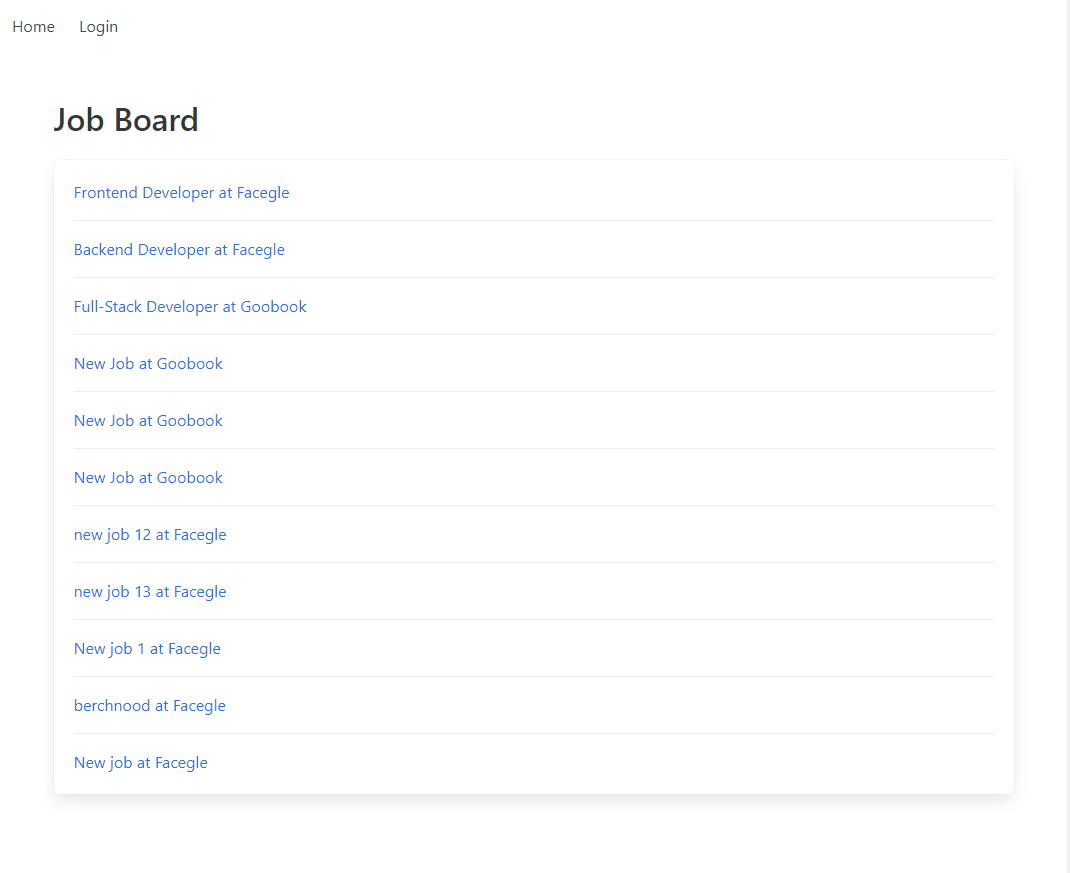 Home Login
Job Board
Frontend Developer at Facegle
Backend Developer at Facegle
Full-Stack Developer at Goobook
New Job at Goobook
New Job at Goobook
New Job at Goobook
new job 12 at Facegle
new job 13 at Facegle
New job 1 at Facegle
berchnood at Facegle
New job at Facegle